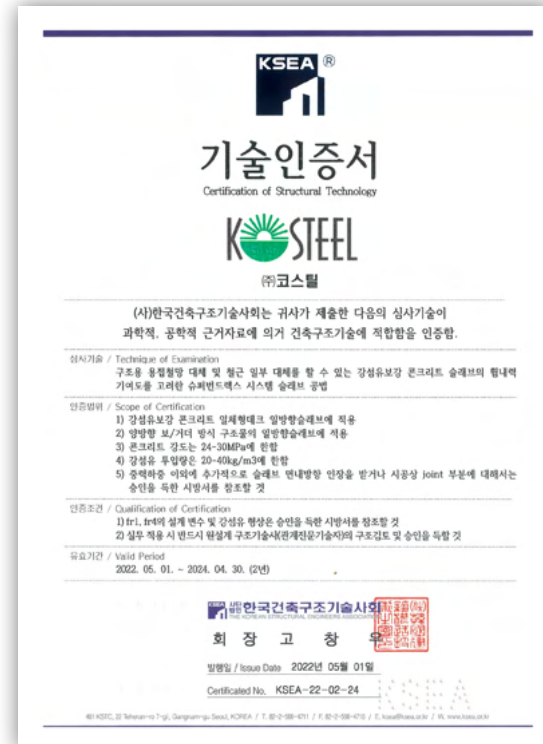 KSEA ®
기술인증서
Certification of Structural Technology
KOSTEEL
㈜코스틸
(사)한국건축구조기술사회는 귀사가 제출한 다음의 심사기술이
과학적, 공학적 근거자료에 의거 건축구조기술에 적합함을 인증함.
심사기술 / Technique of Examination
구조용 용접철망 대체 및 철근 일부 대체를 할 수 있는 강섬유보강 콘크리트 슬래브의 휨내력
기여도를 고려한 슈퍼번드렉스 시스템 슬래브 공법
인증범위 / Scope of Certification
1) 강섬유보강 콘크리트 일체형데크 일방향슬래브에 적용
2) 양방향 보/거더 방식 구조물의 일방향슬래브에 적용
3) 콘크리트 강도는 24-30MPa에 한함
4) 강섬유 투입량은 20-40kg/m3에 한함
5) 중력하중 이외에 추가적으로 슬래브 면내방향 인장을 받거나 시공상 joint 부분에 대해서는
승인을 득한 시방서를 참조할 것
인증조건 / Qualification of Certification
1) fr1, fr4의 설계 변수 및 강섬유 형상은 승인을 득한 시방서를 참조할 것
2) 실무 적용 시 반드시 원설계 구조기술사(관계전문기술자)의 구조검토 및 승인을 득할 것
유효기간 / Valid Period
2022. 05. 01. ~ 2024. 04. 30. (2년)
사단법인 한국건축구조기술사회
THE KOREAN STRUCTURAL ENGINEERS ASSOCIATION
회 장 고 창 우
발행일 / Issue Date 2022년 05월 01일
Certificated No. KSEA-22-02-24
KSEA